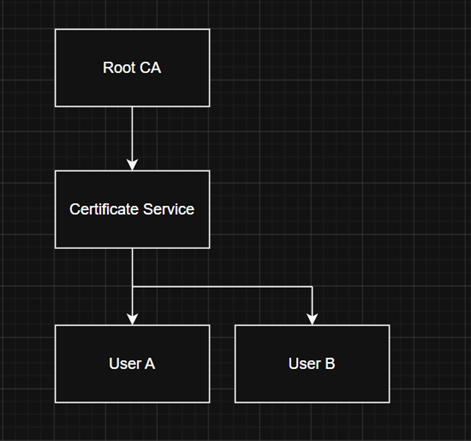 Root CA
Certificate Service
User A
User B